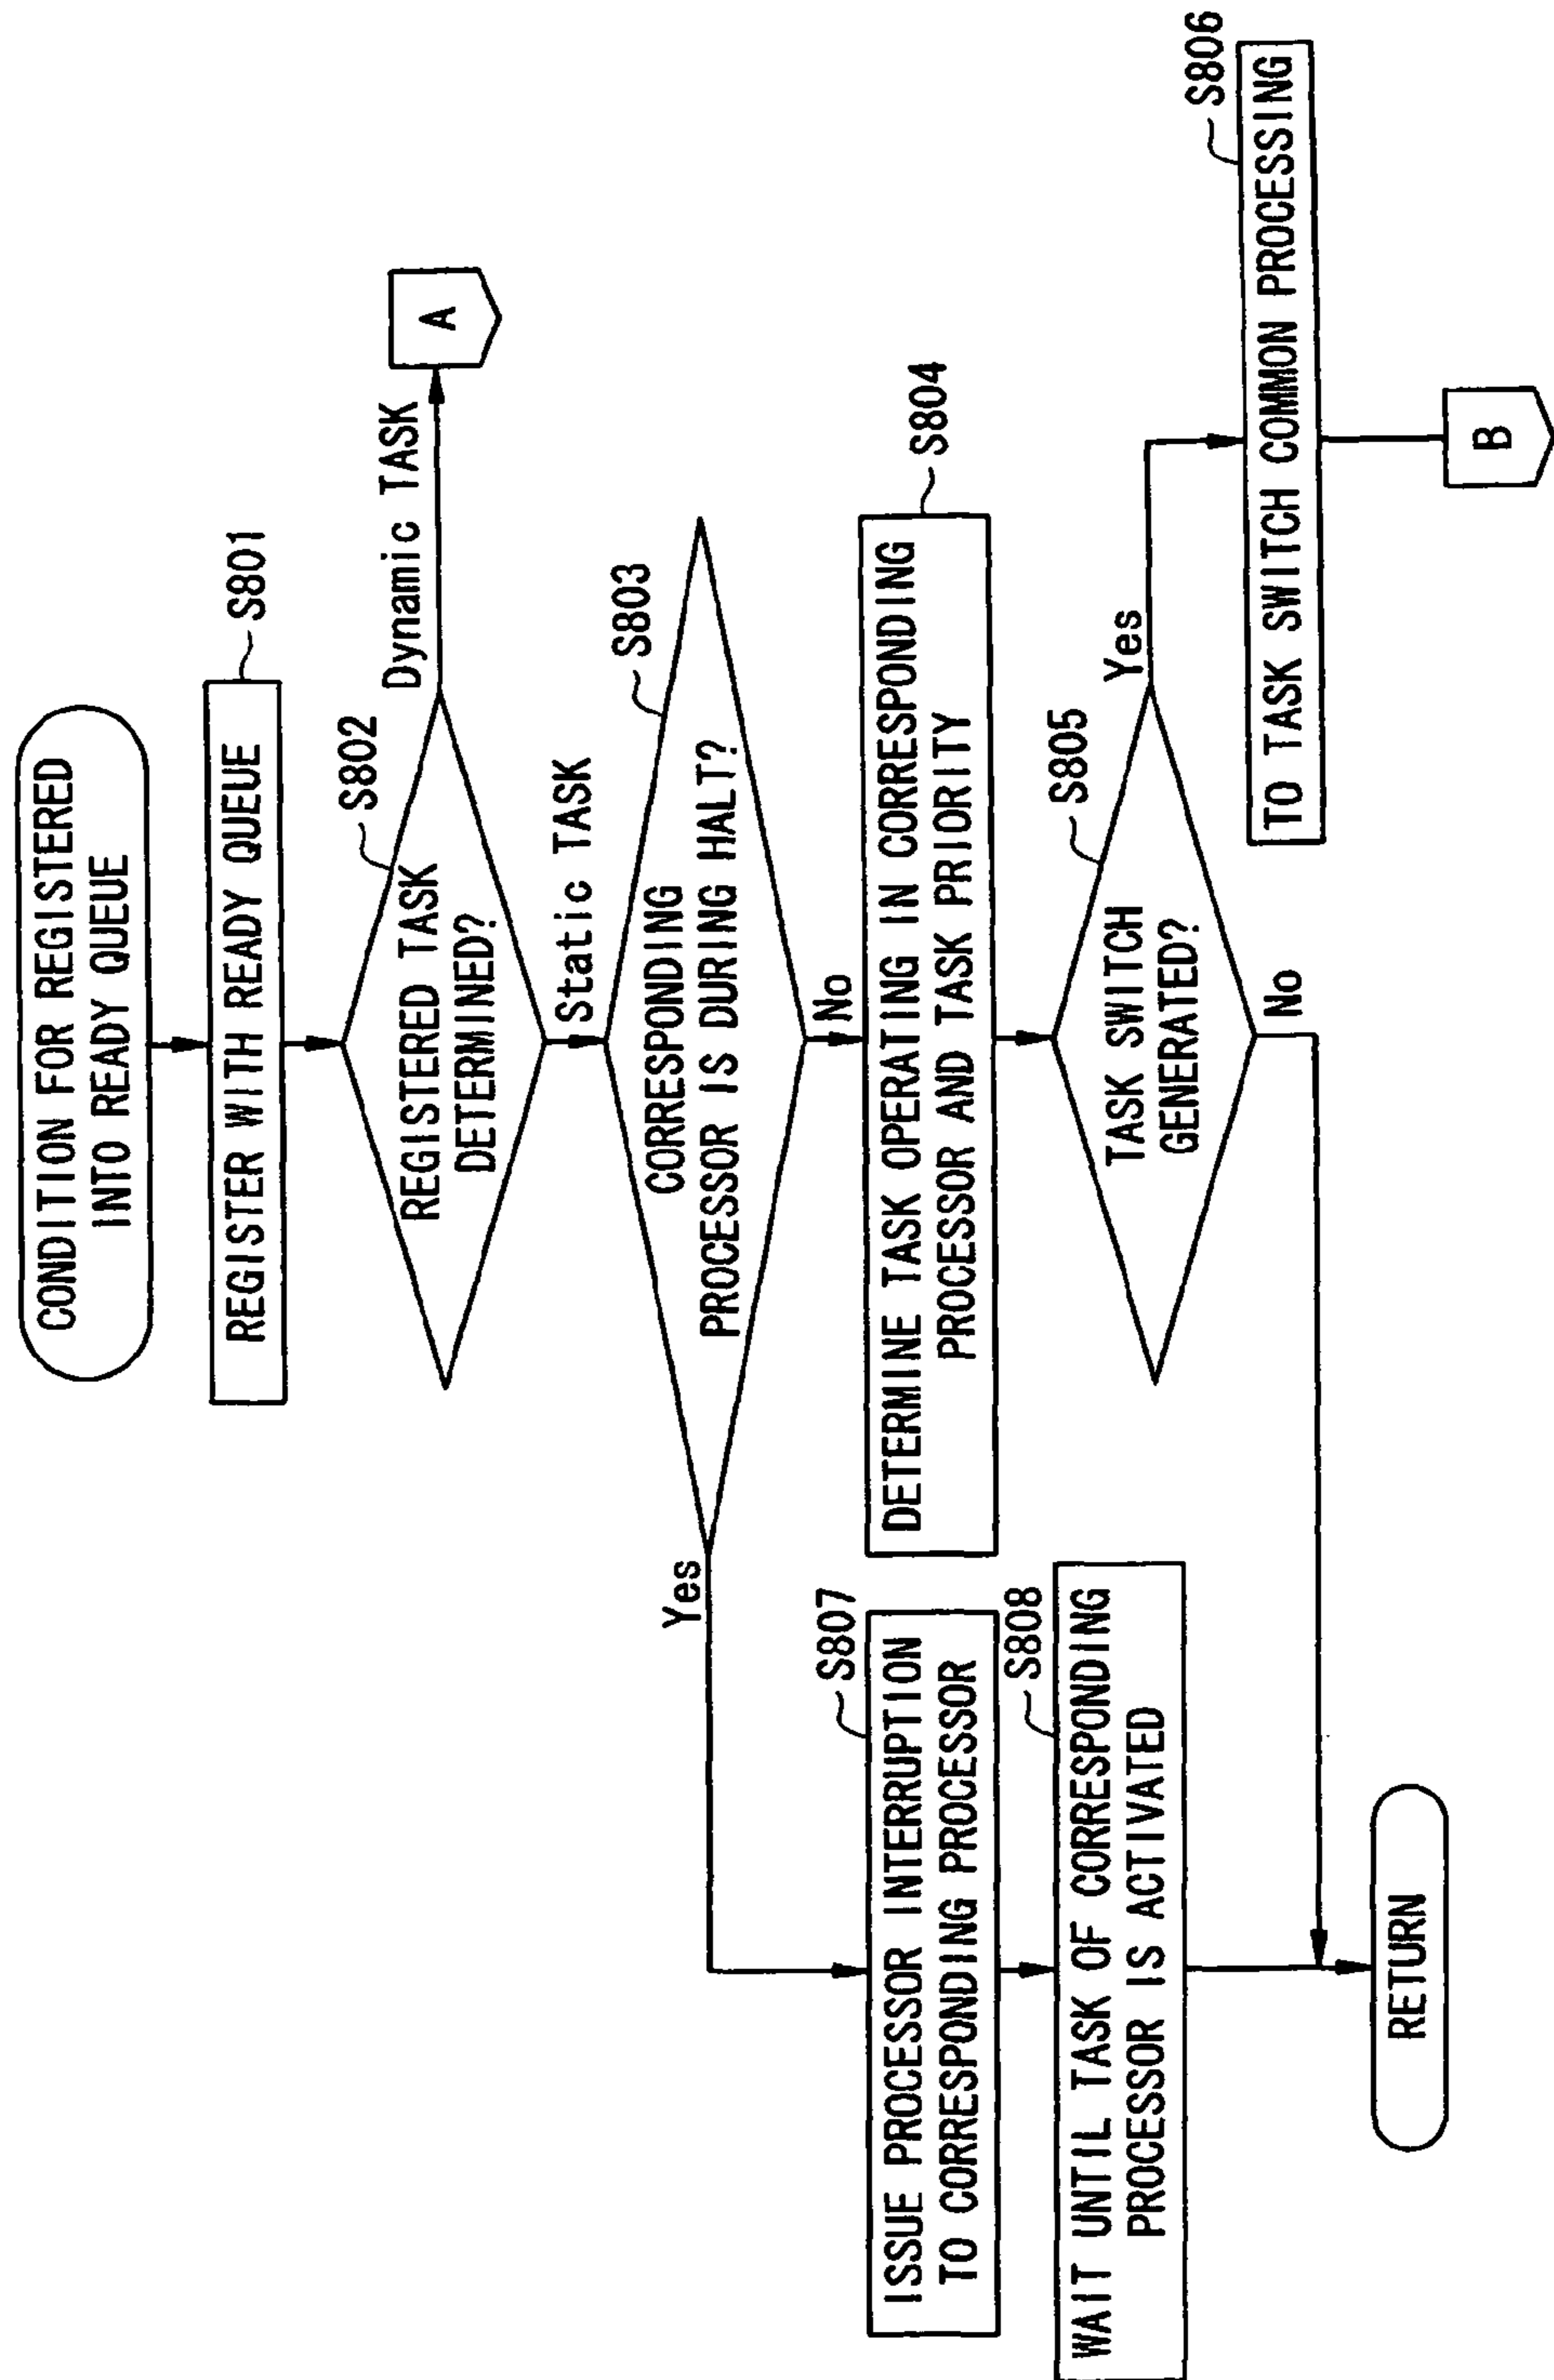 CONDITION FOR REGISTERED
INTO READY QUEUE
S801
REGISTER WITH READY QUEUE
S802
REGISTERED TASK
DETERMINED?
Dynamic TASK
A
Static TASK
S803
CORRESPONDING
PROCESSOR IS DURING HALT?
Yes
No
S804
DETERMINE TASK OPERATING IN CORRESPONDING
PROCESSOR AND TASK PRIORITY
S807
ISSUE PROCESSOR INTERRUPTION
TO CORRESPONDING PROCESSOR
S808
WAIT UNTIL TASK OF CORRESPONDING
PROCESSOR IS ACTIVATED
S805
TASK SWITCH
GENERATED?
Yes
No
S806
TO TASK SWITCH COMMON PROCESSING
B
RETURN